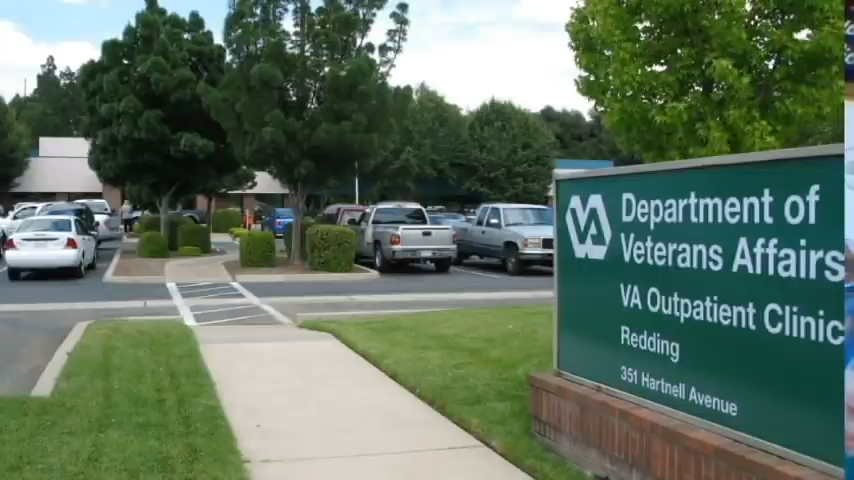 VA
Department of
Veterans Affairs
VA Outpatient Clinic
Redding
351 Hartnell Avenue